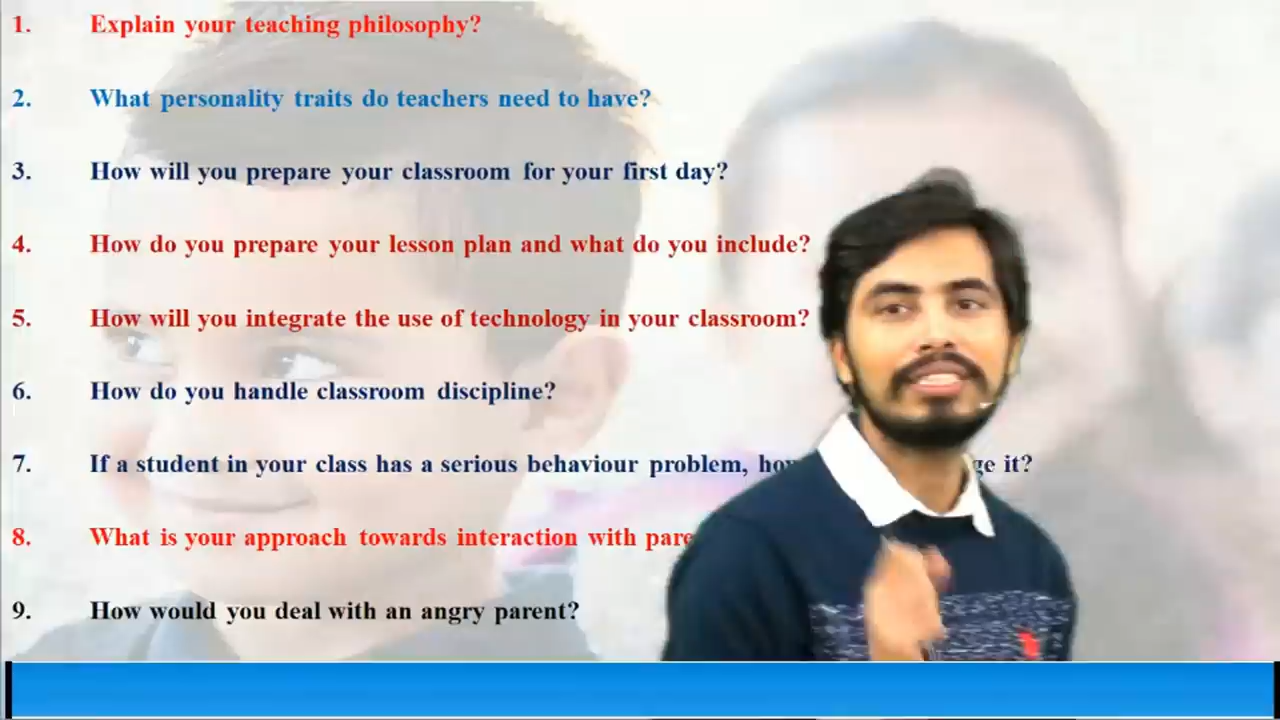 1. Explain your teaching philosophy?
2. What personality traits do teachers need to have?
3. How will you prepare your classroom for your first day?
4. How do you prepare your lesson plan and what do you include?
5. How will you integrate the use of technology in your classroom?
6. How do you handle classroom discipline?
7. If a student in your class has a serious behaviour problem, it?
8. What is your approach towards interaction with
9. How would you deal with an angry parent?